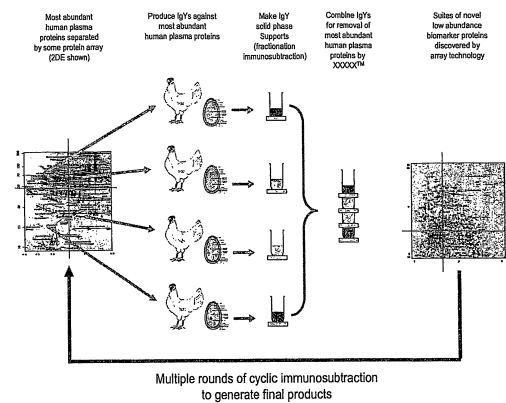 Most abundant
human plasma
proteins separated
by some protein array
(2DE shown)
Produce IgYs against
most abundant
human plasma proteins
Make IgY
solid phase
Supports
(fractionation
immunosubtraction)
Combine IgYs
for removal of
most abundant
human plasma
proteins by
XXXXX™
Suites of novel
low abundance
biomarker proteins
discovered by
array technology
Multiple rounds of cyclic immunosubtraction
to generate final products